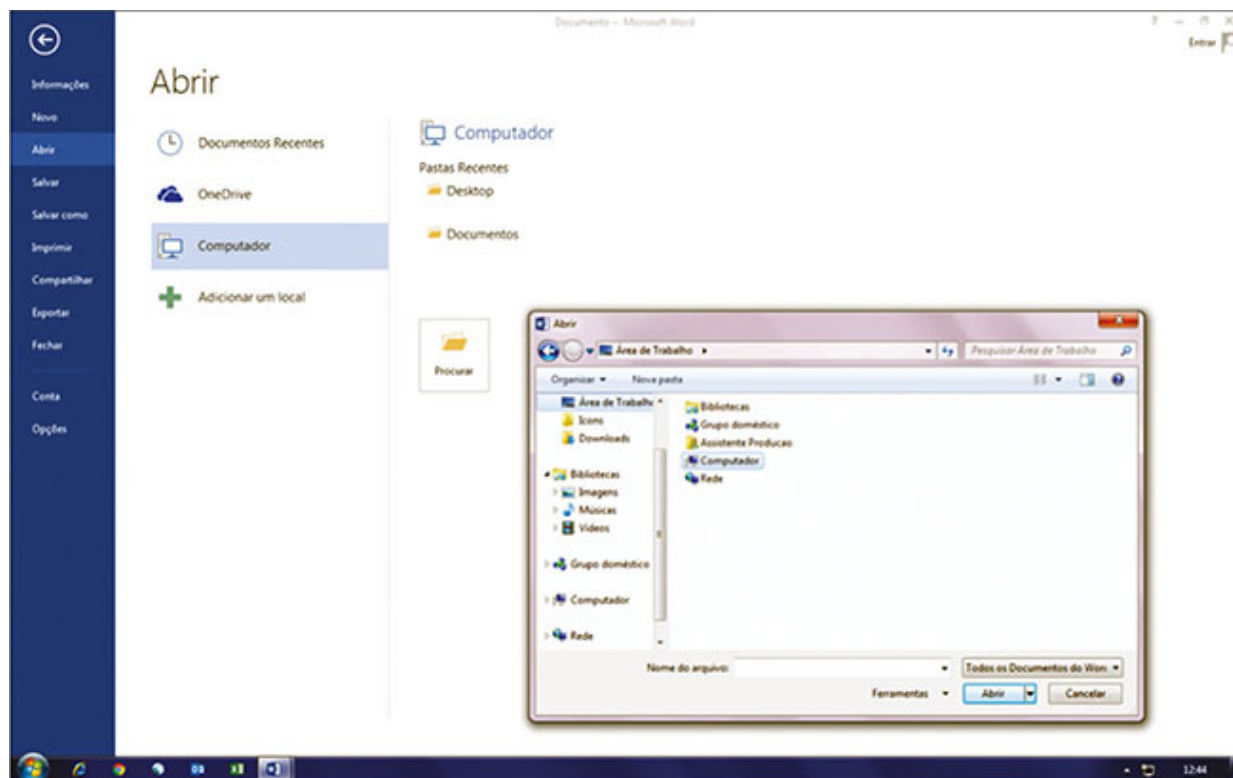 Documento — Microsoft Word
?
Entrar
Informações
Novo
Abrir
Salvar
Salvar como
Imprimir
Compartilhar
Exportar
Fechar
Conta
Opções
Abrir
Documentos Recentes
OneDrive
Computador
Adicionar um local
Computador
Pastas Recentes
Desktop
Documentos
Procurar
Abrir
Área de Trabalho
Pesquisar Área de Trabalho
Organizar
Nova pasta
Área de Trabalh
Icons
Downloads
Bibliotecas
Imagens
Músicas
Vídeos
Grupo doméstico
Computador
Rede
Bibliotecas
Grupo doméstico
Assistente Producao
Computador
Rede
Nome do arquivo:
Todos os Documentos do Wor
Ferramentas
Abrir
Cancelar
12:44